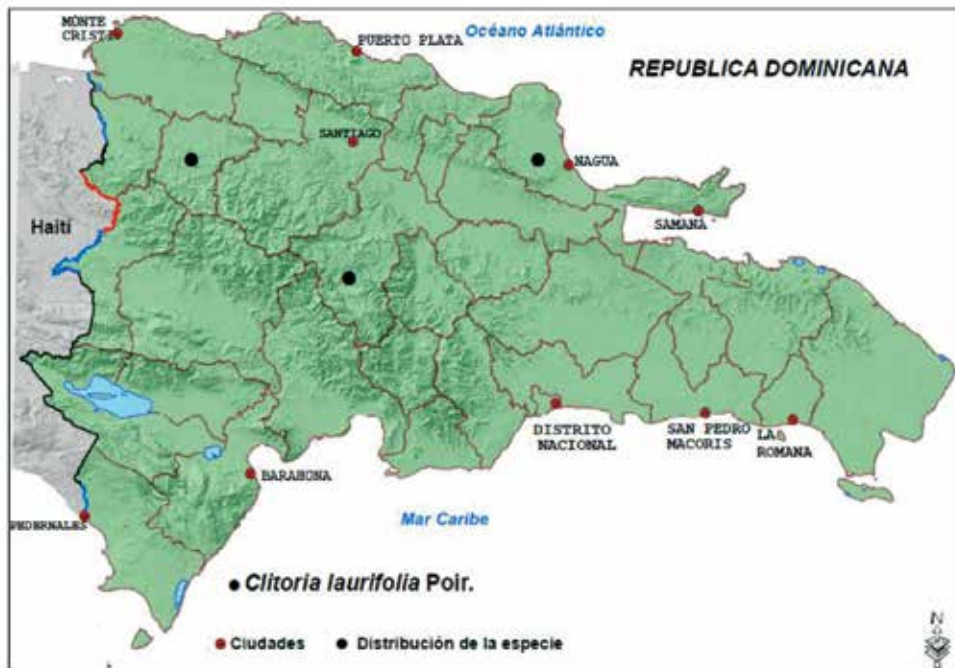 MONTE
CRISTI
PUERTO PLATA
Océano Atlántico
REPUBLICA DOMINICANA
SANTIAGO
NAGUA
Haití
SAMANÁ
DISTRITO
NACIONAL
SAN PEDRO
MACORIS
LA
ROMANA
BARAHONA
PEDERNALES
Mar Caribe
Clitoria laurifolia Poir.
Ciudades
Distribución de la especie
N